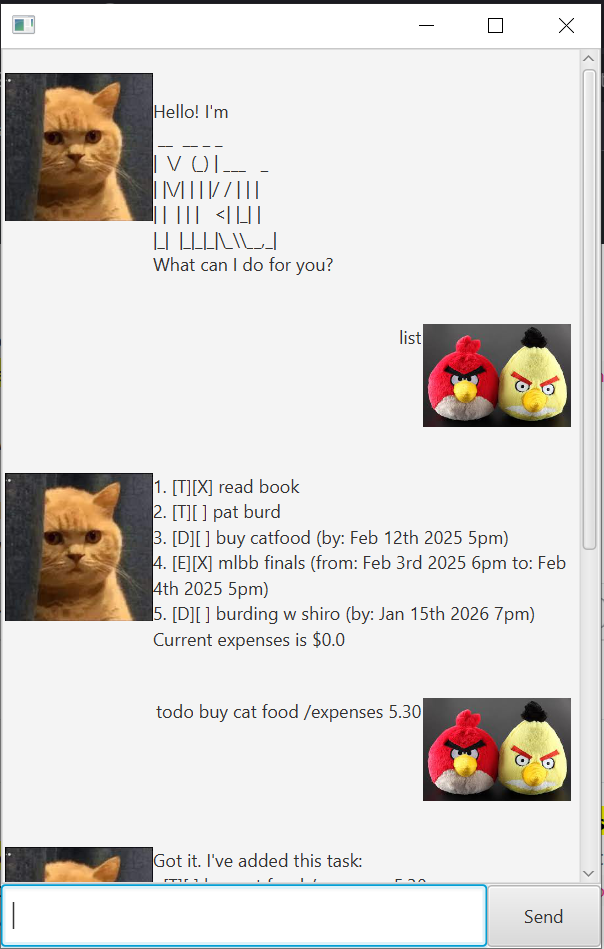 Hello! I'm
 __  __ _ _
|  \/  (_) | ___   _
| |\/| | | |/ / | | |
| |  | | |   <| |_| |
|_|  |_|_|_|\_\\__,_|
What can I do for you?
list
1. [T][X] read book
2. [T][ ] pat burd
3. [D][ ] buy catfood (by: Feb 12th 2025 5pm)
4. [E][X] mlbb finals (from: Feb 3rd 2025 6pm to: Feb
4th 2025 5pm)
5. [D][ ] burding w shiro (by: Jan 15th 2026 7pm)
Current expenses is $0.0
todo buy cat food /expenses 5.30
Got it. I've added this task:
Send